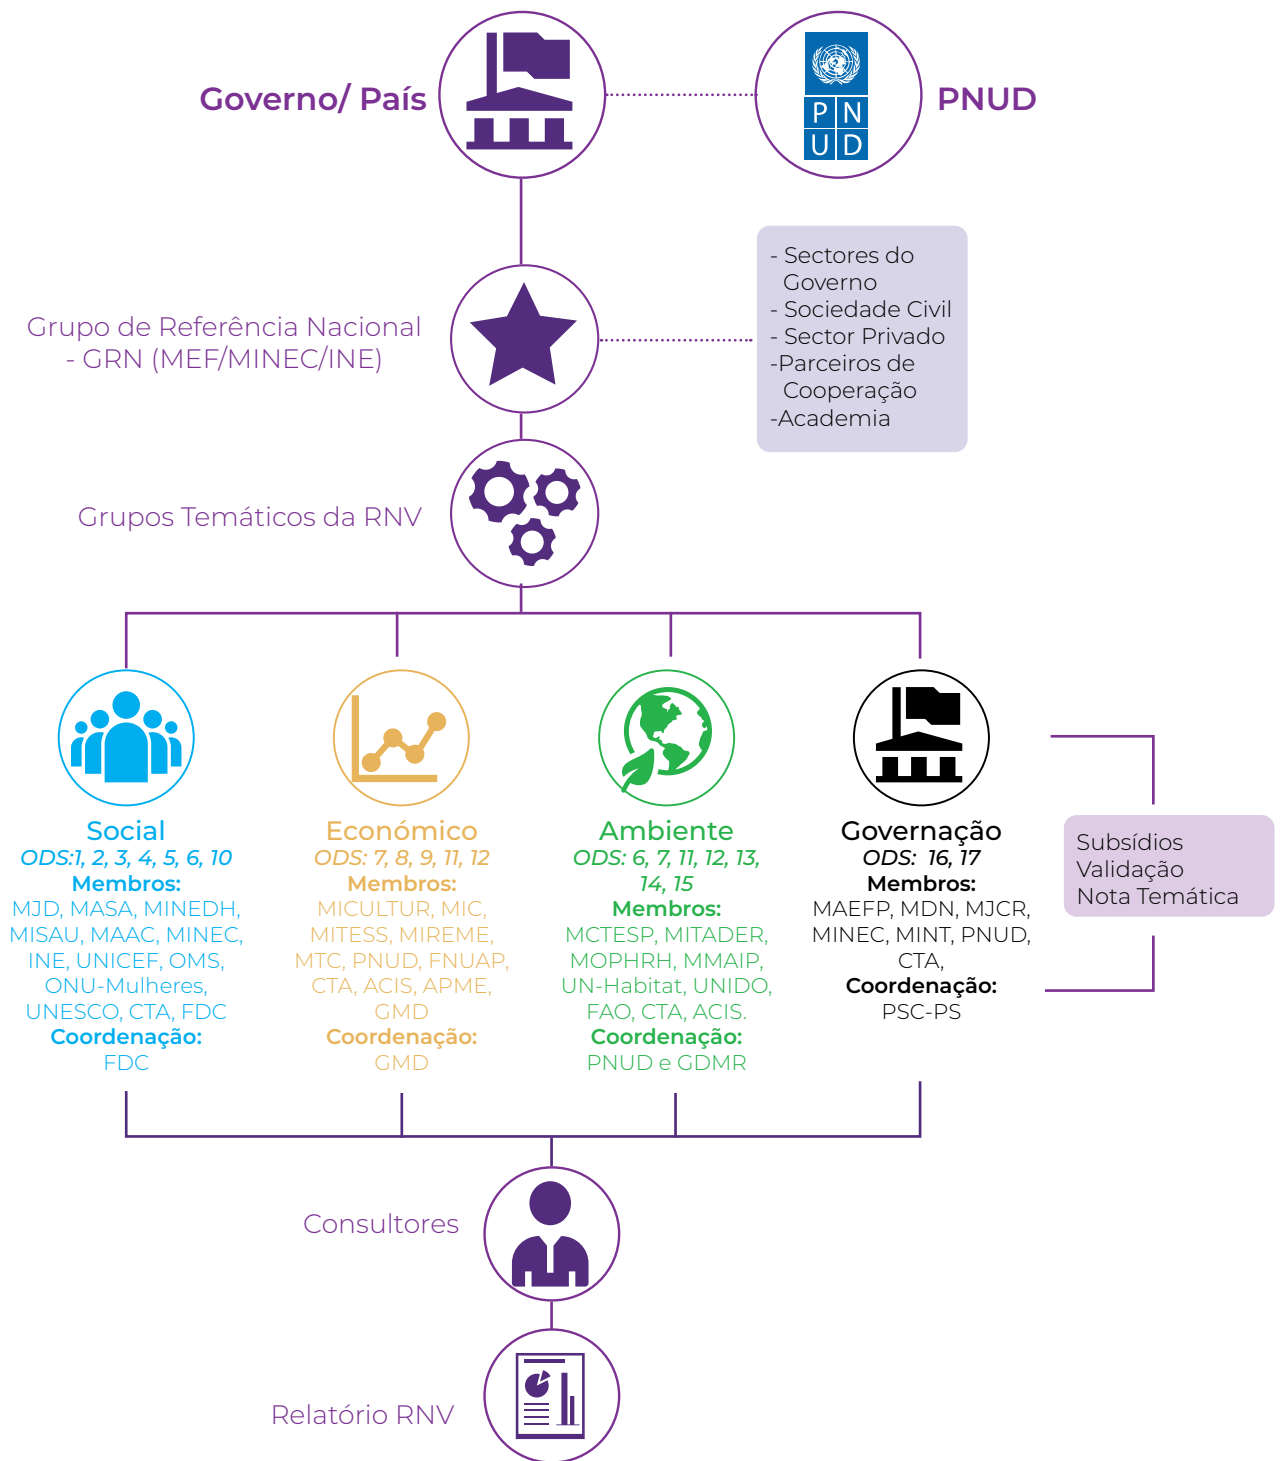 Governo/ País
P N
U D
PNUD
Grupo de Referência Nacional
- GRN (MEF/MINEC/INE)
- Sectores do
Governo
- Sociedade Civil
- Sector Privado
-Parceiros de
Cooperação
-Academia
Grupos Temáticos da RNV
Social
ODS:1, 2, 3, 4, 5, 6, 10
Membros:
MJD, MASA, MINEDH,
MISAU, MAAC, MINEC,
INE, UNICEF, OMS,
ONU-Mulheres,
UNESCO, CTA, FDC
Coordenação:
FDC
Económico
ODS: 7, 8, 9, 11, 12
Membros:
MICULTUR, MIC,
MITESS, MIREME,
MTC, PNUD, FNUAP,
CTA, ACIS, APME,
GMD
Coordenação:
GMD
Ambiente
ODS: 6, 7, 11, 12, 13,
14, 15
Membros:
MCTESP, MITADER,
MOPHRH, MMAIP,
UN-Habitat, UNIDO,
FAO, CTA, ACIS.
Coordenação:
PNUD e GDMR
Governação
ODS: 16, 17
Membros:
MAEFP, MDN, MJCR,
MINEC, MINT, PNUD,
CTA,
Coordenação:
PSC-PS
Subsídios
Validação
Nota Temática
Consultores
Relatório RNV